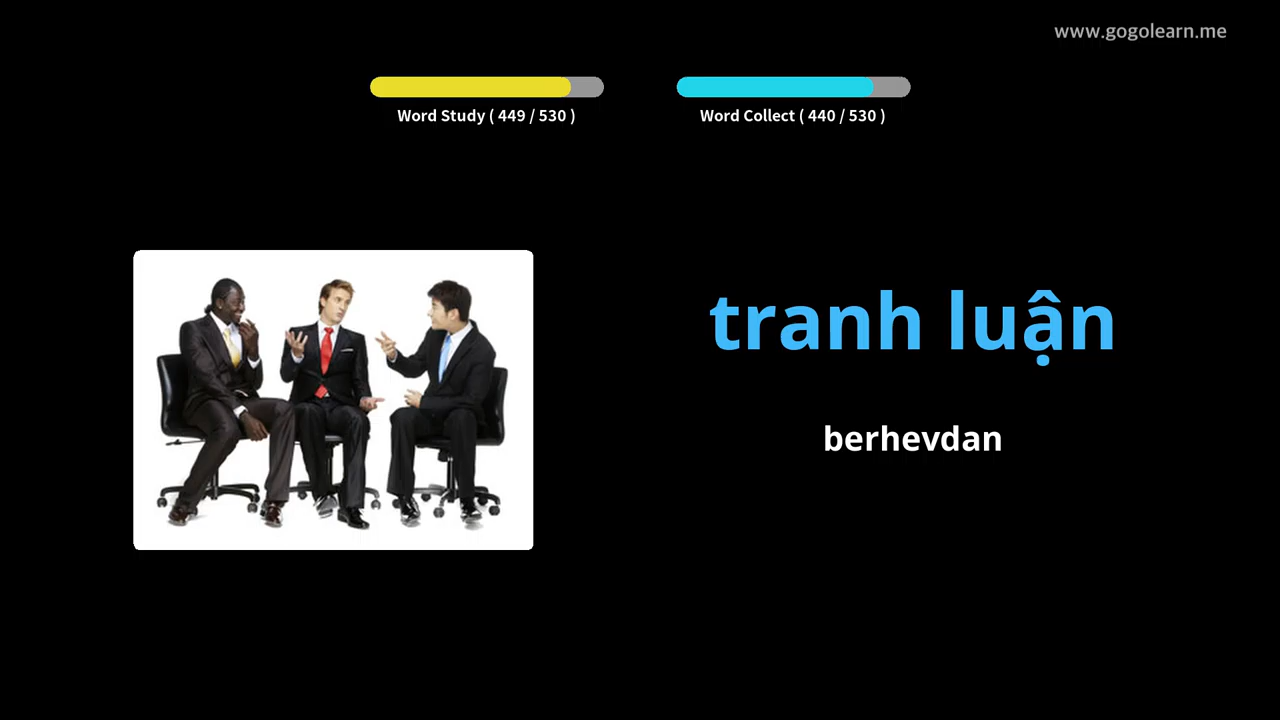 www.gogolearn.me
Word Study ( 449 / 530 )
Word Collect ( 440 / 530 )
tranh luận
berhevdan